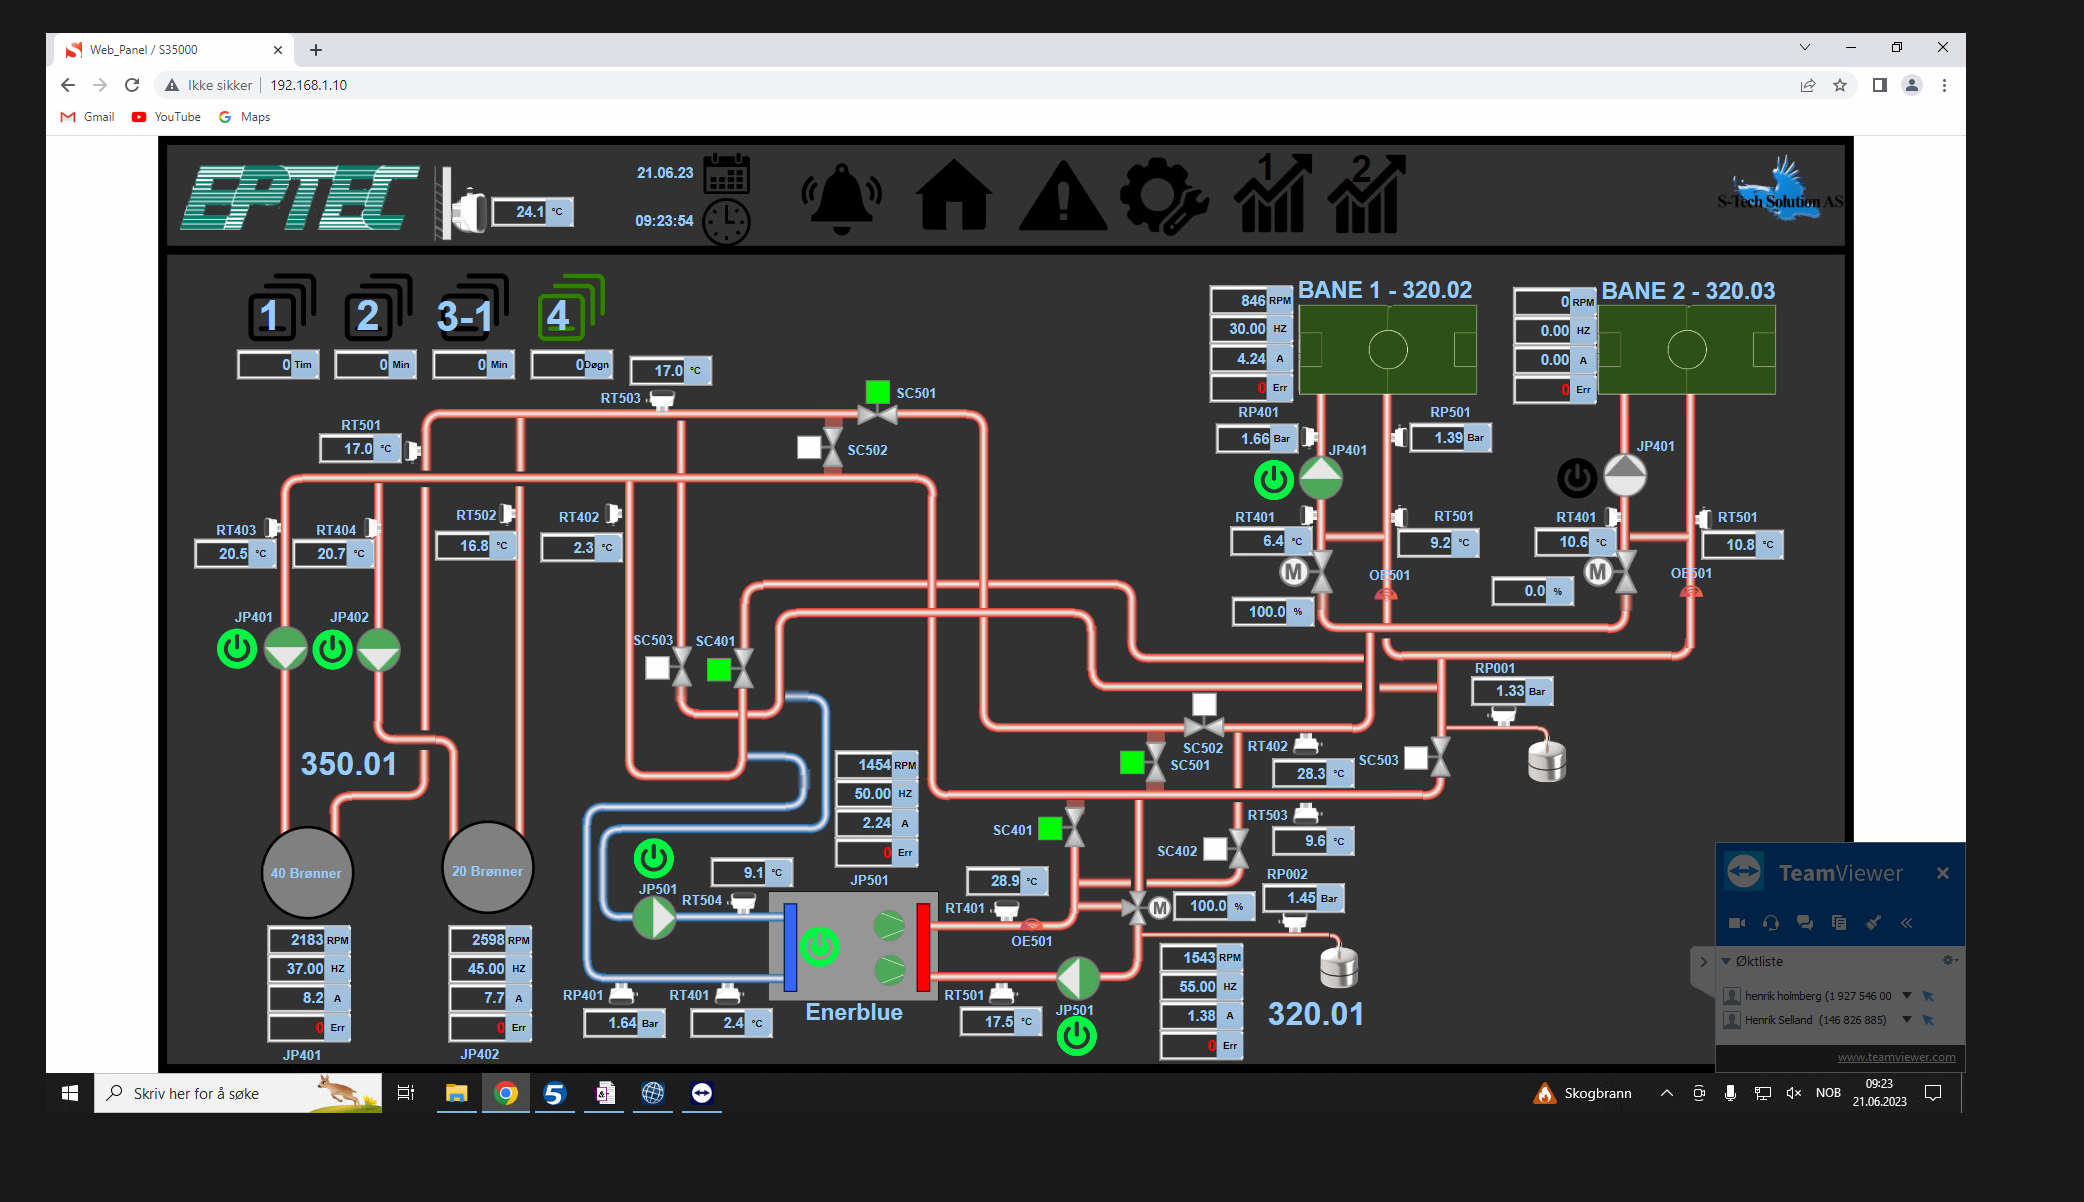 Web_Panel / S35000
Ikke sikker
192.168.1.10
Gmail
YouTube
Maps
EPTEC
24.1 °C
21.06.23
09:23:54
1
2
S-Tech Solution AS
1
2
3-1
4
0 Tim
0 Min
0 Min
0 Døgn
17.0 °C
RT503
SC501
SC502
RT501
17.0 °C
846 RPM
30.00 HZ
4.24 A
0 Err
BANE 1 - 320.02
0 RPM
0.00 HZ
0.00 A
0 Err
BANE 2 - 320.03
RP401
1.66 Bar
RP501
1.39 Bar
JP401
JP401
RT403
20.5 °C
RT404
20.7 °C
RT502
16.8 °C
RT402
2.3 °C
RT401
6.4 °C
RT501
9.2 °C
RT401
10.6 °C
RT501
10.8 °C
M
OE501
M
OE501
100.0 %
0.0 %
JP401
JP402
SC503
SC401
RP001
1.33 Bar
350.01
SC502
SC501
RT402
28.3 °C
SC503
1454 RPM
50.00 HZ
2.24 A
0 Err
JP501
RT503
9.6 °C
SC401
SC402
40 Brønner
20 Brønner
JP501
9.1 °C
RT504
28.9 °C
RT401
OE501
M
100.0 %
RP002
1.45 Bar
2183 RPM
37.00 HZ
8.2 A
0 Err
JP401
2598 RPM
45.00 HZ
7.7 A
0 Err
JP402
RP401
1.64 Bar
RT401
2.4 °C
Enerblue
RT501
17.5 °C
JP501
1543 RPM
55.00 HZ
1.38 A
0 Err
320.01
TeamViewer
Øktliste
henrik holmberg (1 927 546 00
Henrik Selland (146 826 885)
www.teamviewer.com
Skriv her for å søke
5
Skogbrann
NOB
09:23
21.06.2023